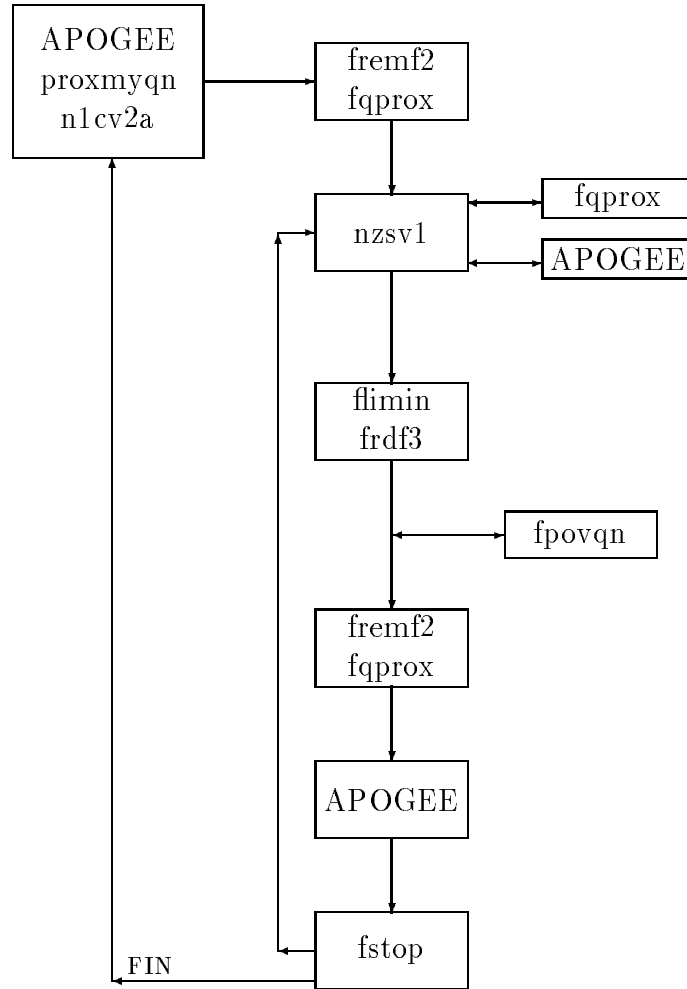 APOGEE
proxmyqn
n1cv2a
fremf2
fqprox
nzsv1
fqprox
APOGEE
flimin
frdf3
fpovqn
fremf2
fqprox
APOGEE
fstop
FIN